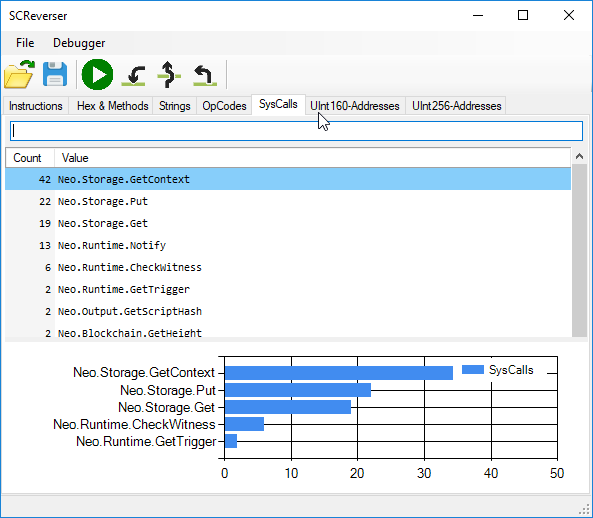 SCReverser
File Debugger
Instructions Hex & Methods Strings OpCodes SysCalls UInt160-Addresses UInt256-Addresses
Count Value
42 Neo.Storage.GetContext
22 Neo.Storage.Put
19 Neo.Storage.Get
13 Neo.Runtime.Notify
6 Neo.Runtime.CheckWitness
2 Neo.Runtime.GetTrigger
2 Neo.Output.GetScriptHash
2 Neo.Blockchain.GetHeight
Neo.Storage.GetContext SysCalls
Neo.Storage.Put
Neo.Storage.Get
Neo.Runtime.CheckWitness
Neo.Runtime.GetTrigger
0 10 20 30 40 50